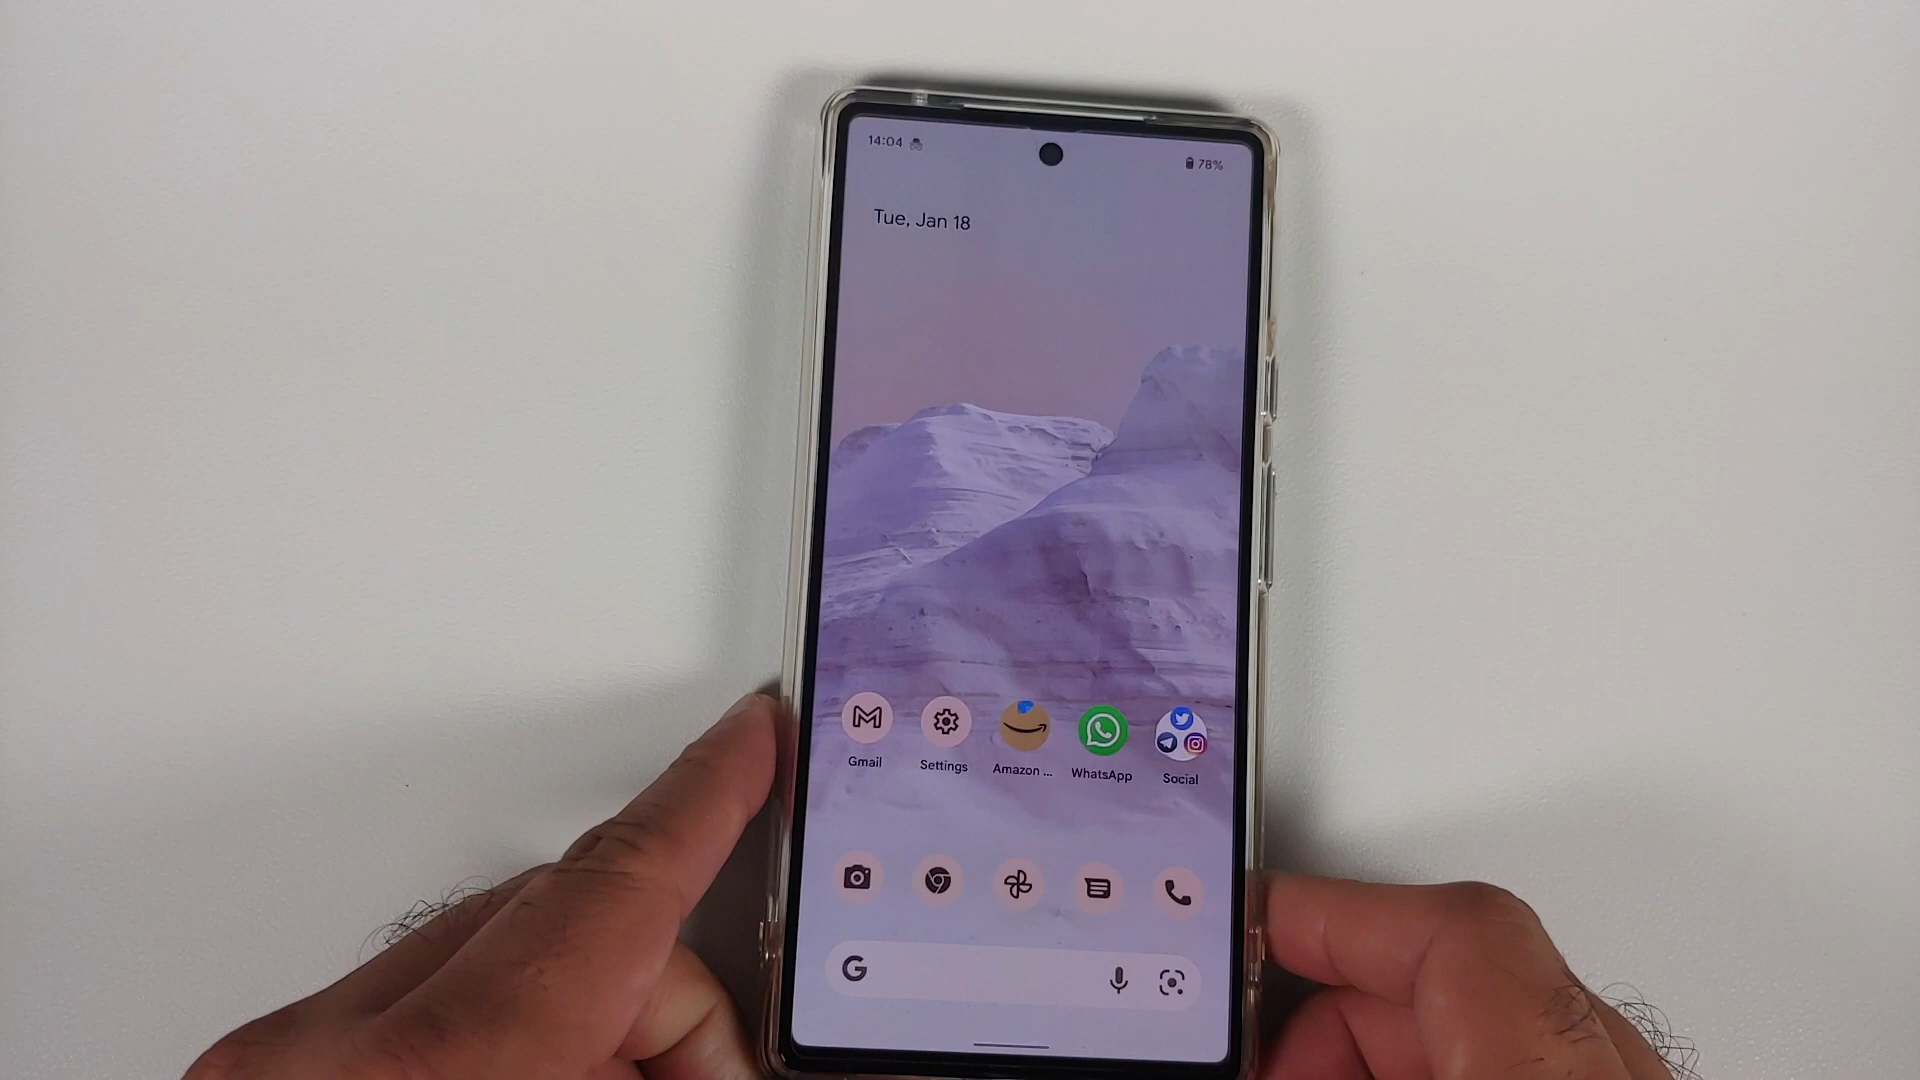 14:04
78%
Tue, Jan 18
Gmail
Settings
Amazon ...
WhatsApp
Social
G